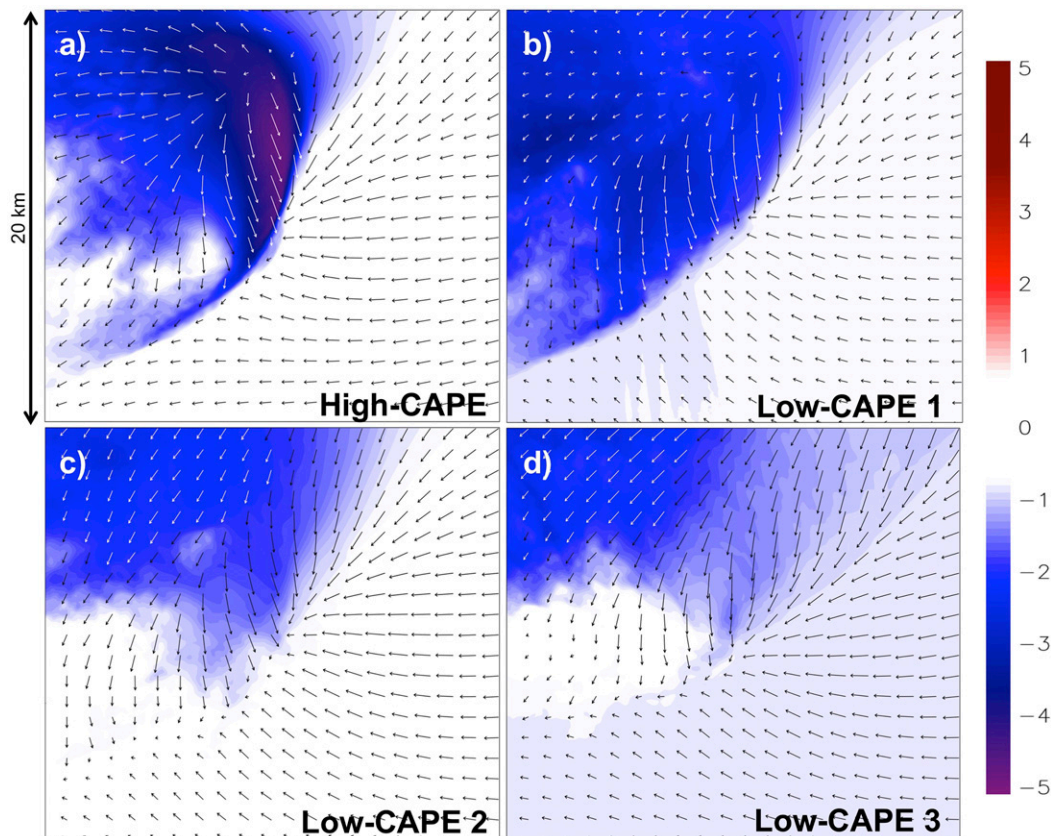 a)
b)
20 km
High-CAPE
Low-CAPE 1
c)
d)
Low-CAPE 2
Low-CAPE 3
5
4
3
2
1
0
−1
−2
−3
−4
−5